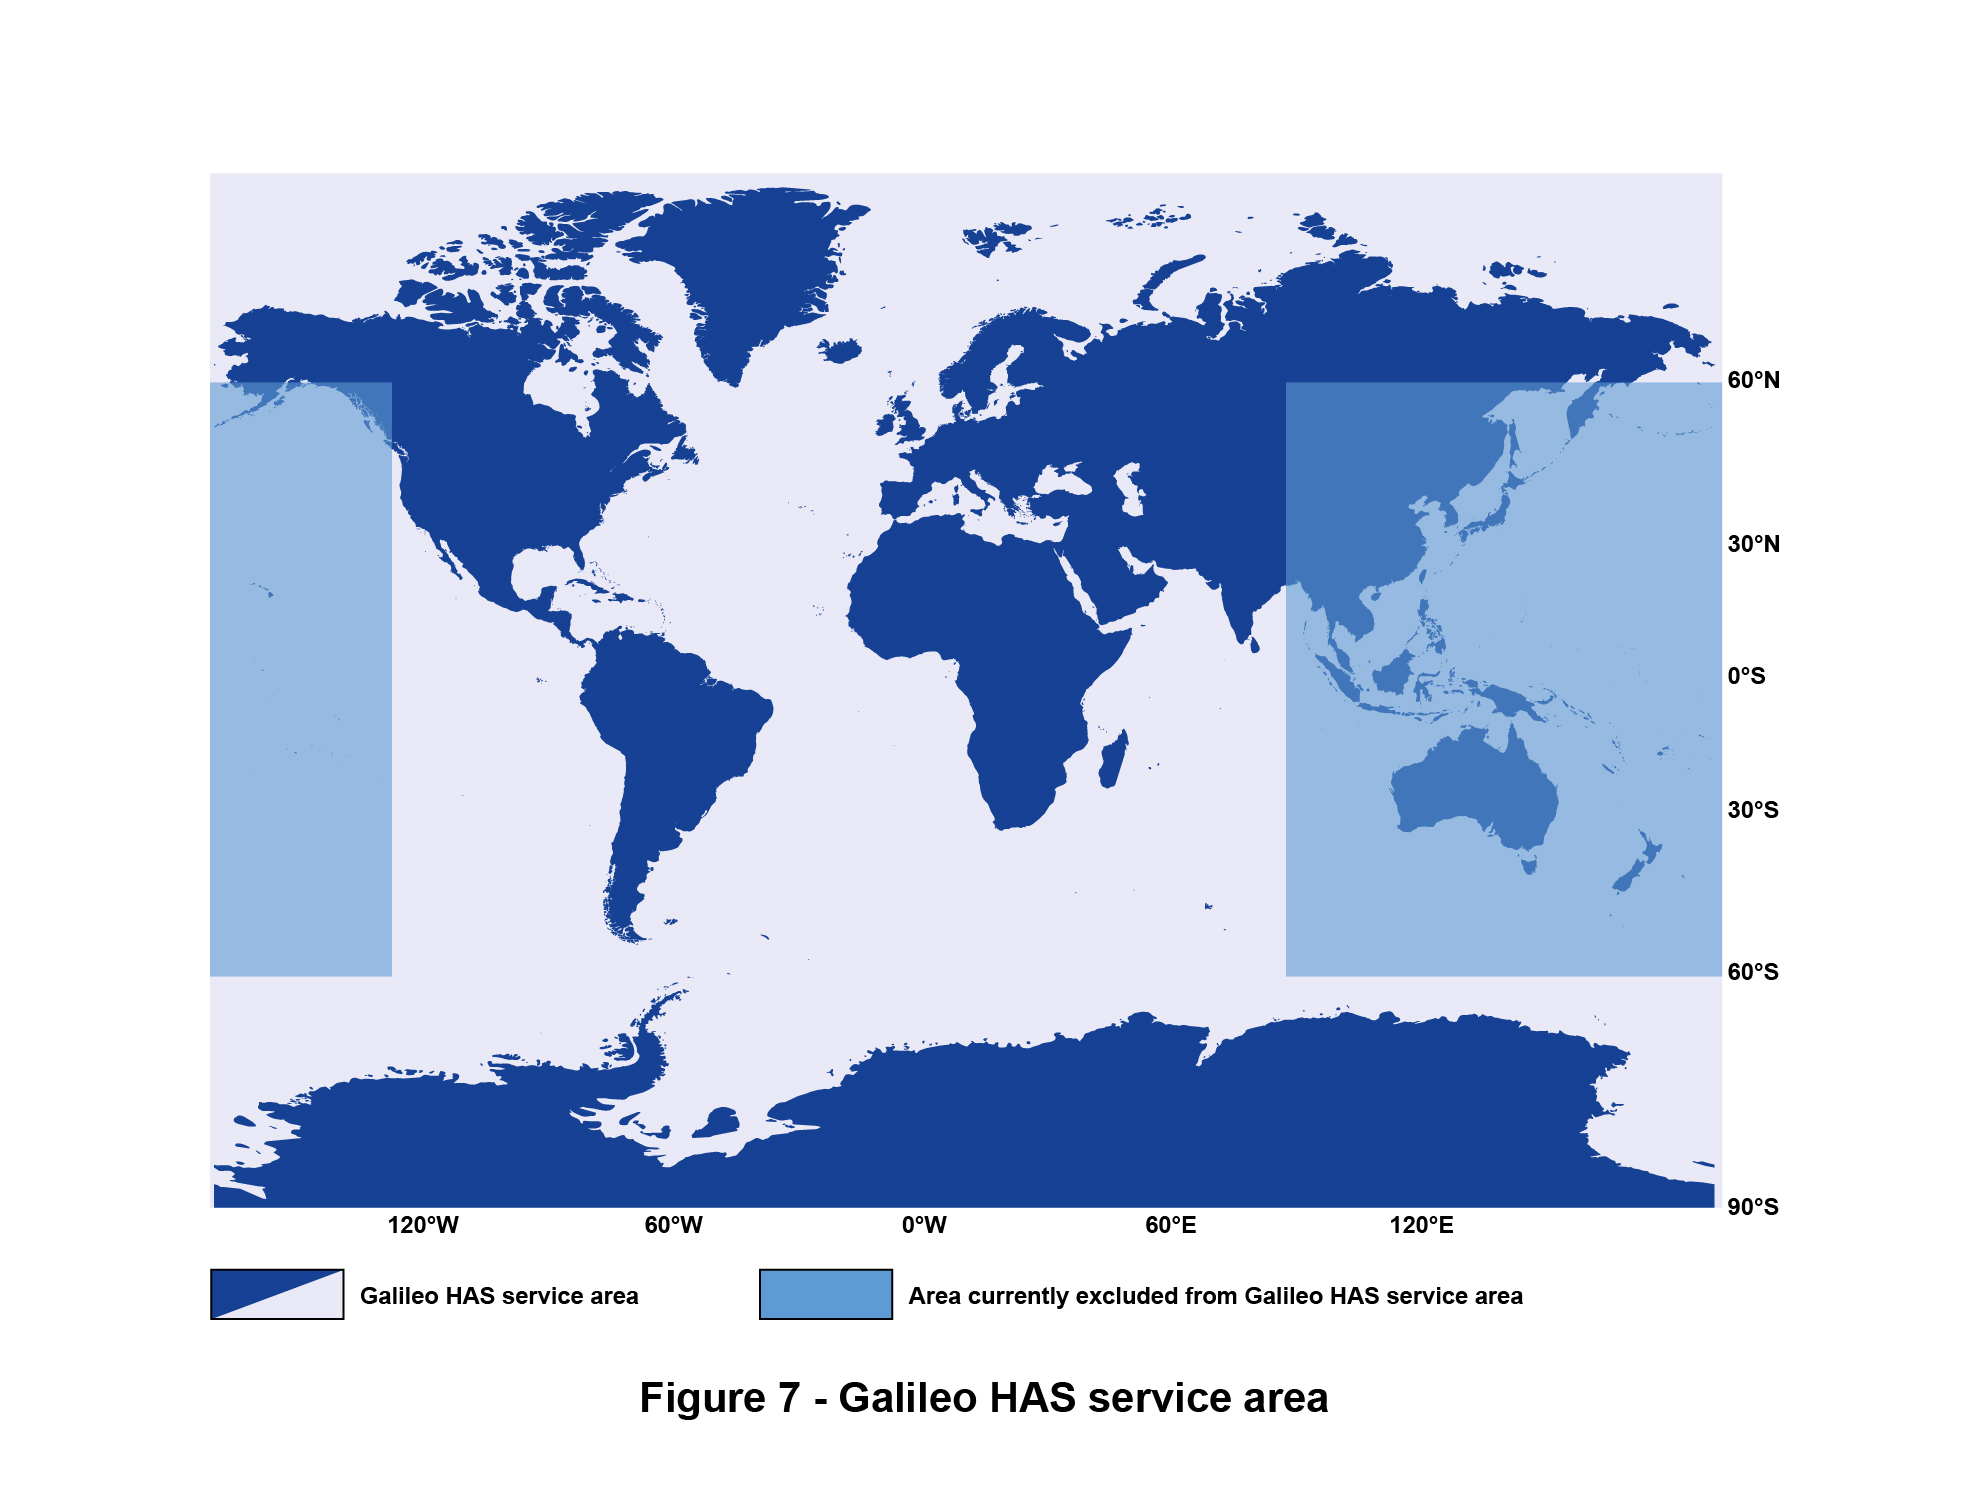 60°N
30°N
0°S
30°S
60°S
90°S
120°W 60°W 0°W 60°E 120°E
Galileo HAS service area
Area currently excluded from Galileo HAS service area
Figure 7 - Galileo HAS service area